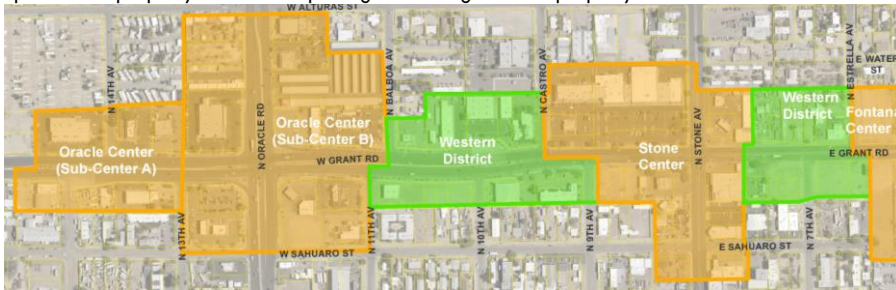 W ALTURAS ST
N 14TH AV
N ORACLE RD
N BALBOA AV
N CASTRO AV
N STONE AV
N ESTRELLA AV
E WATER
ST
Oracle Center
(Sub-Center A)
Oracle Center
(Sub-Center B)
W GRANT RD
Western
District
Stone
Center
Western
District
Fontana
Center
E GRANT RD
N 13TH AV
W SAHUARO ST
N 11TH AV
N 10TH AV
N 9TH AV
E SAHUARO ST
N 7TH AV